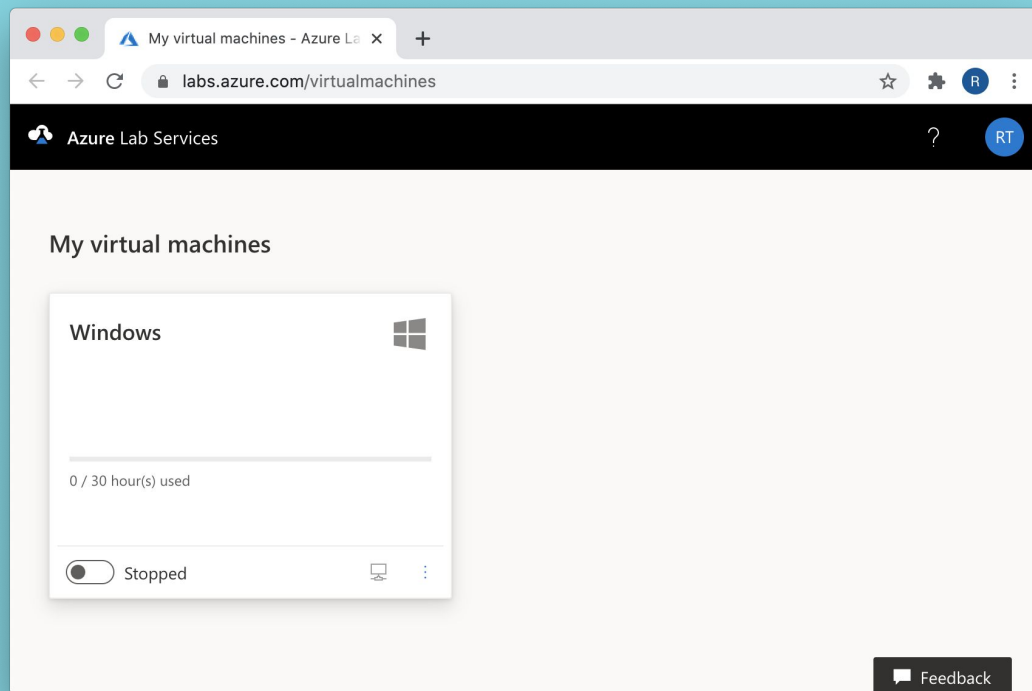 My virtual machines - Azure La
labs.azure.com/virtualmachines
R
Azure Lab Services
?
RT
My virtual machines
Windows
0 / 30 hour(s) used
Stopped
Feedback